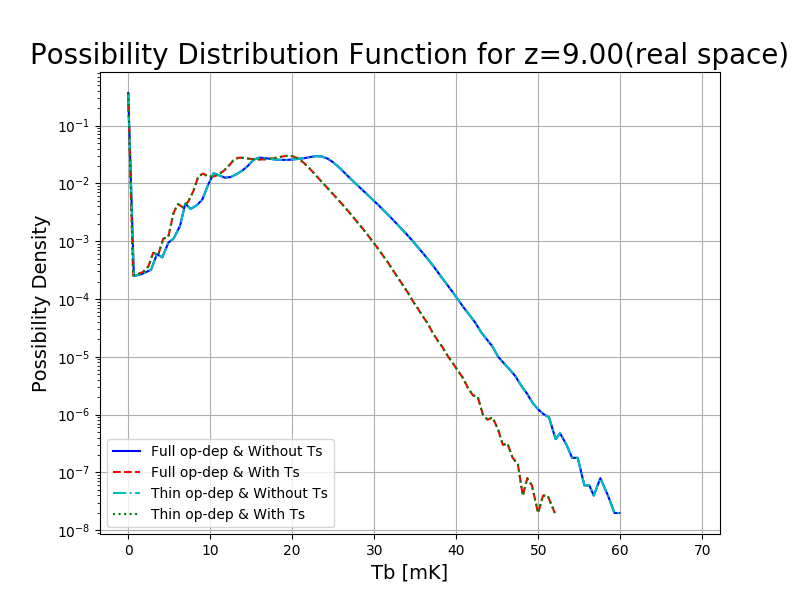 Possibility Distribution Function for z=9.00(real space)
Possibility Density
10⁻¹
10⁻²
10⁻³
10⁻⁴
10⁻⁵
10⁻⁶
10⁻⁷
10⁻⁸
Full op-dep & Without Ts
Full op-dep & With Ts
Thin op-dep & Without Ts
Thin op-dep & With Ts
0 10 20 30 40 50 60 70
Tb [mK]